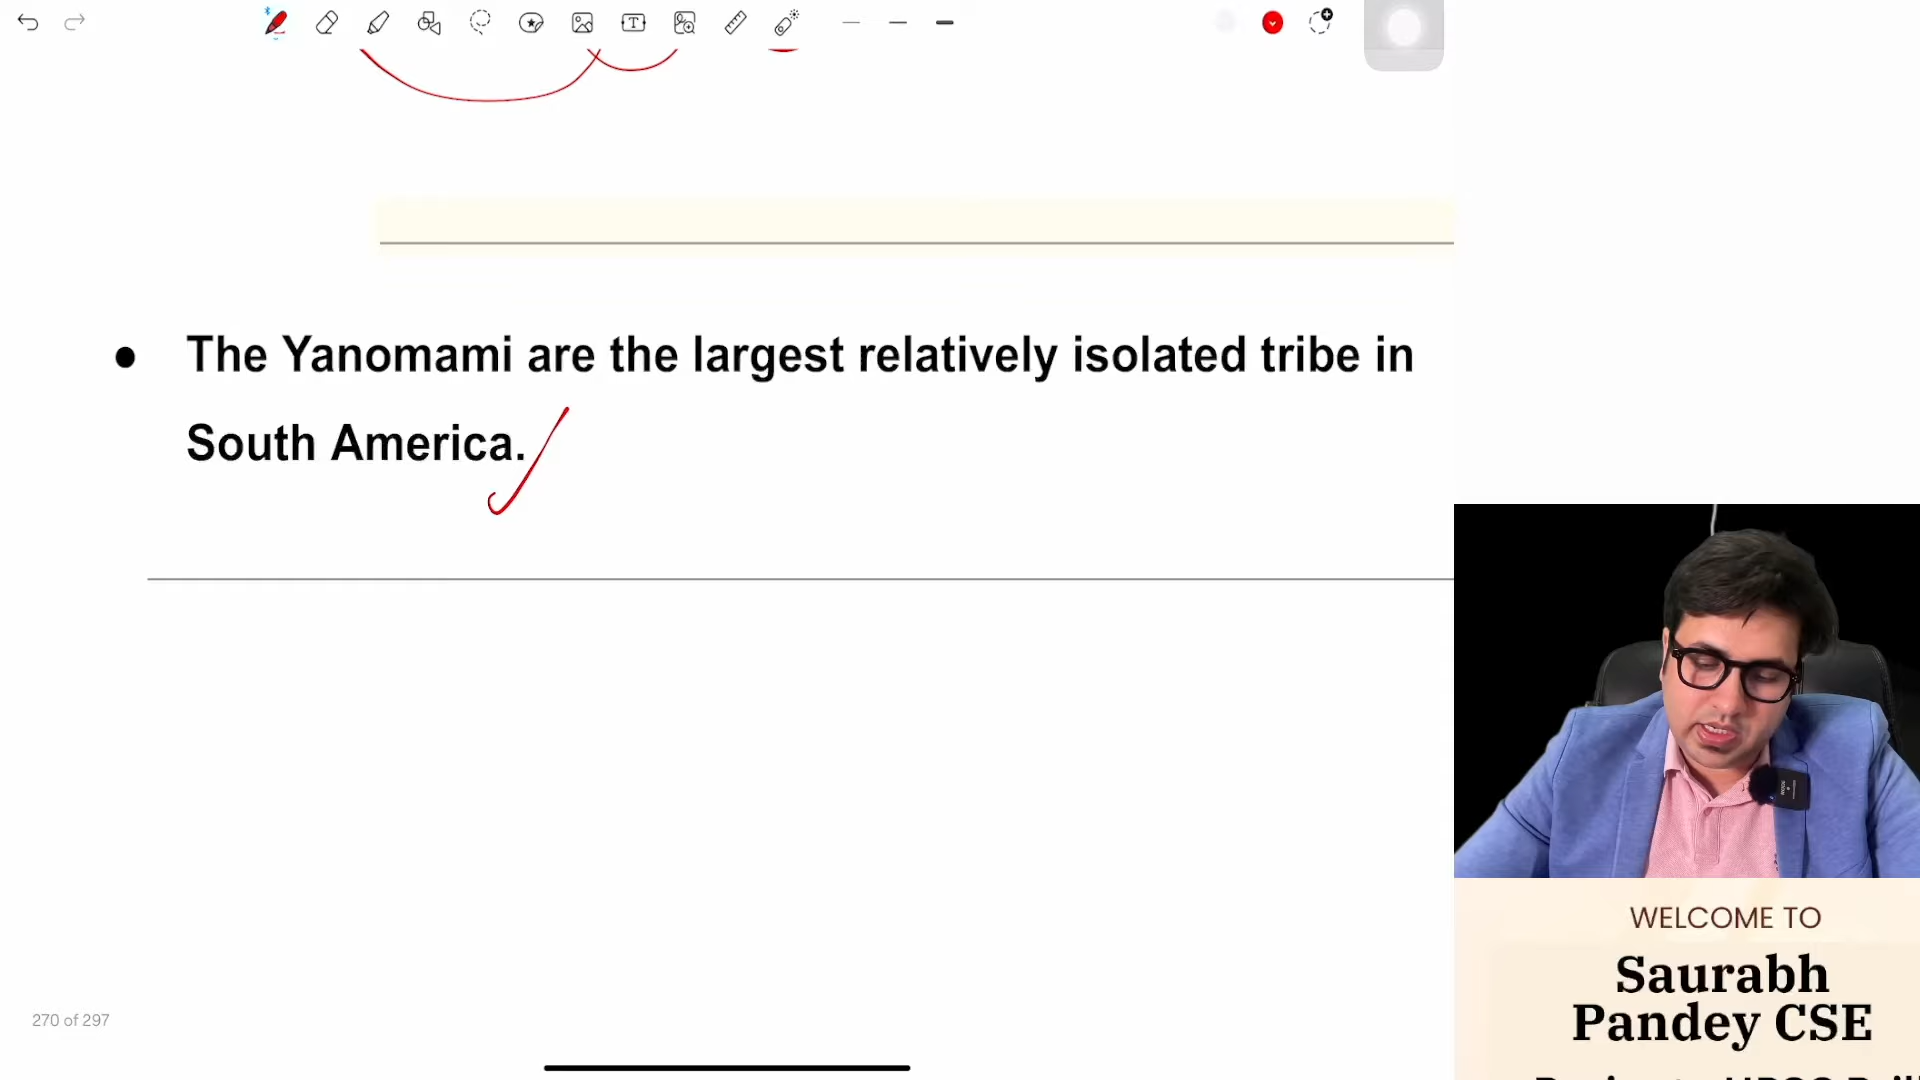 ● The Yanomami are the largest relatively isolated tribe in
South America.
270 of 297
WELCOME TO
Saurabh
Pandey CSE